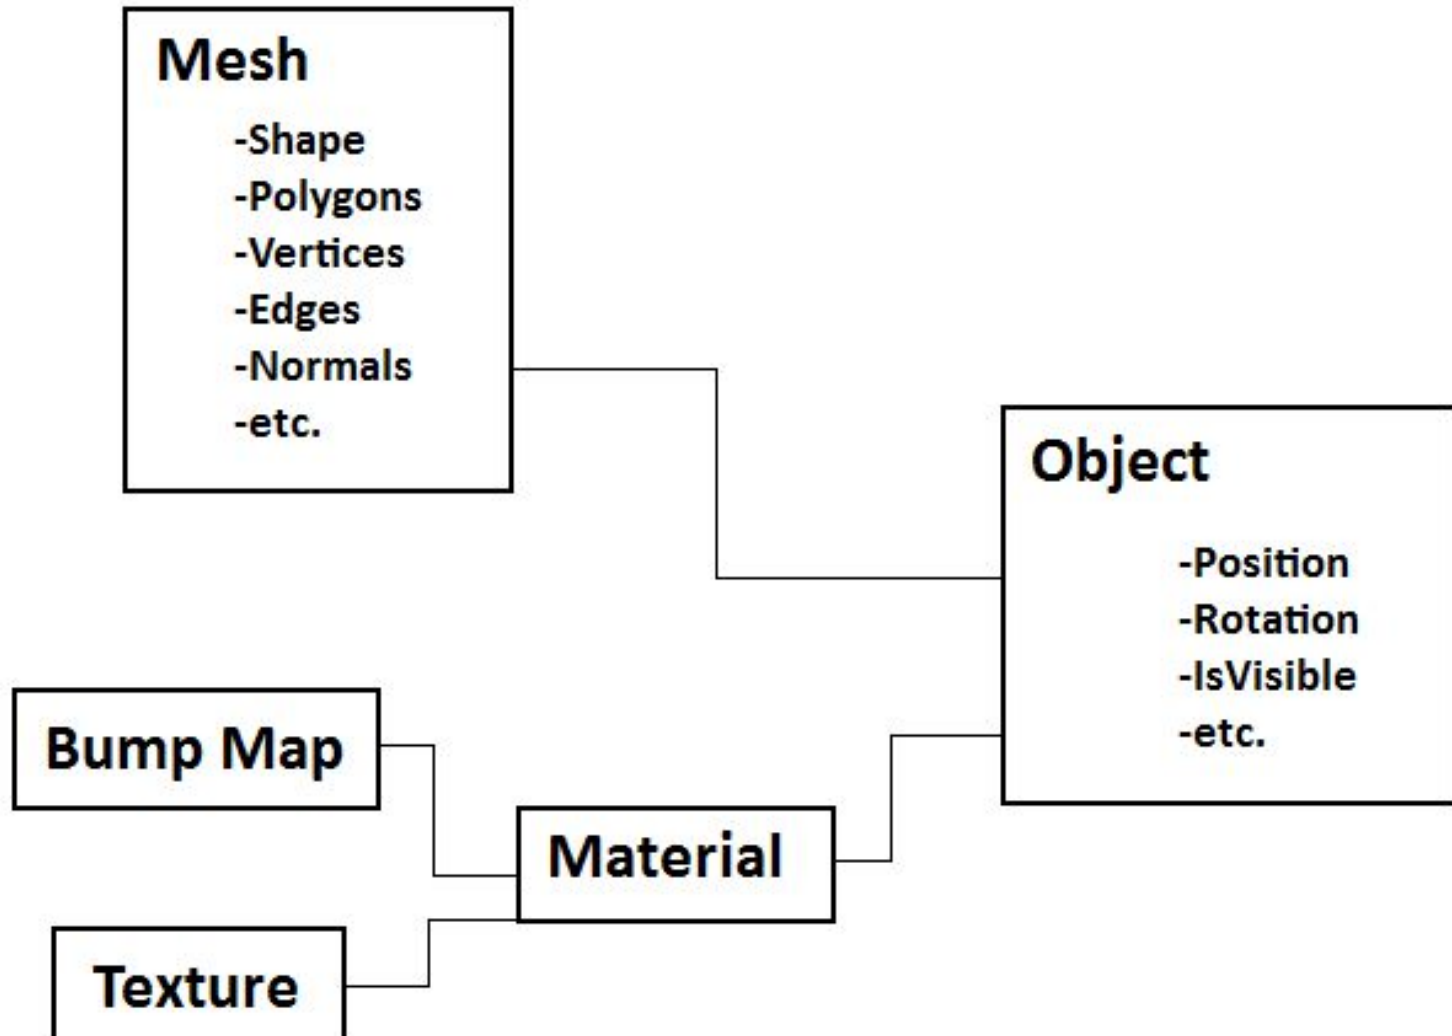 Mesh
-Shape
-Polygons
-Vertices
-Edges
-Normals
-etc.
Object
-Position
-Rotation
-IsVisible
-etc.
Bump Map
Material
Texture